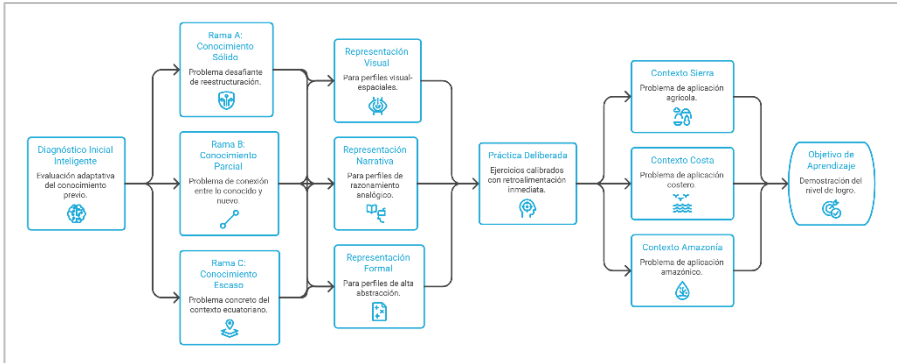 Diagnóstico Inicial
Inteligente
Evaluación adaptativa
del conocimiento
previo.
Rama A:
Conocimiento
Sólido
Problema desafiante
de reestructuración.
Rama B:
Conocimiento
Parcial
Problema de conexión
entre lo conocido y
nuevo.
Rama C:
Conocimiento
Escaso
Problema concreto del
contexto ecuatoriano.
Representación
Visual
Para perfiles visual-
espaciales.
Representación
Narrativa
Para perfiles de
razonamiento
analógico.
Representación
Formal
Para perfiles de alta
abstracción.
Práctica Deliberada
Ejercicios calibrados
con retroalimentación
inmediata.
Contexto Sierra
Problema de aplicación
agrícola.
Contexto Costa
Problema de aplicación
costero.
Contexto Amazonía
Problema de aplicación
amazónico.
Objetivo de
Aprendizaje
Demostración del
nivel de logro.